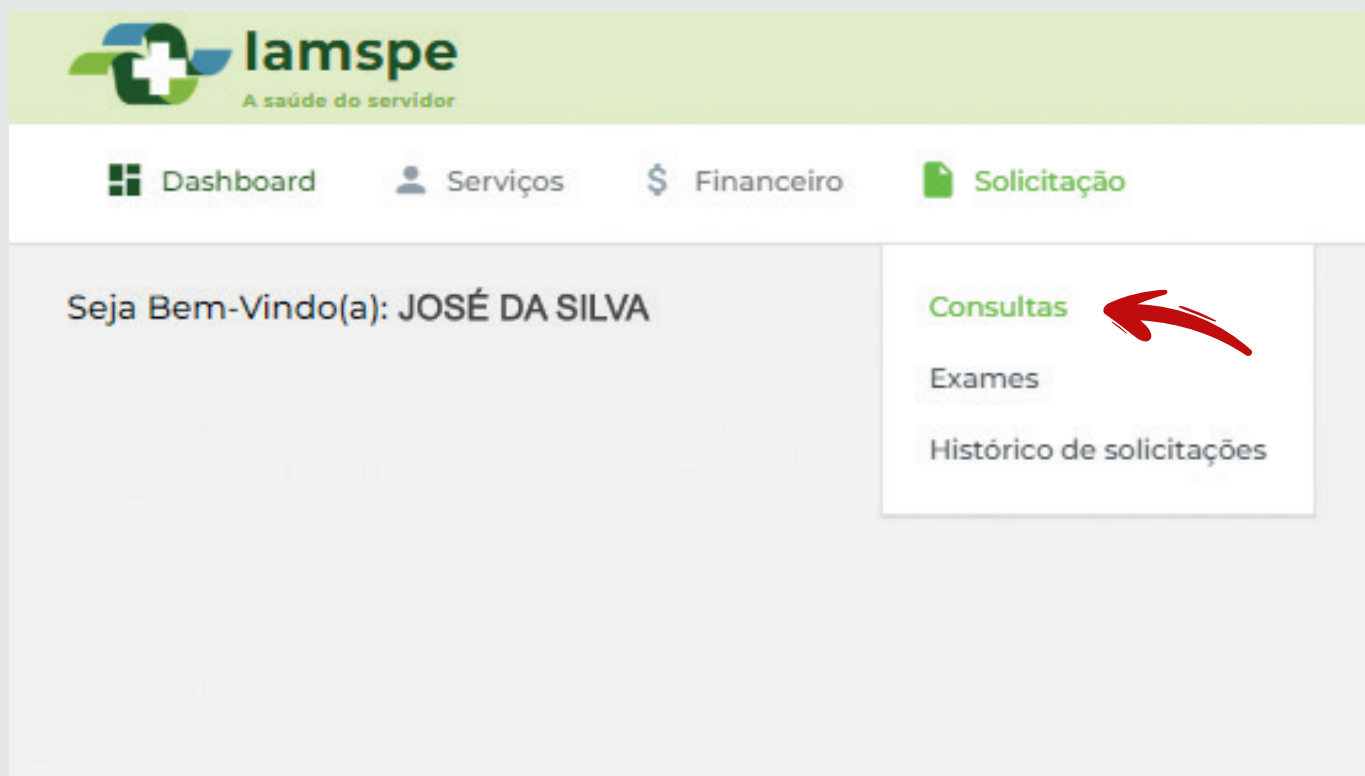 Iamspe
A saúde do servidor
Dashboard Serviços $ Financeiro Solicitação
Seja Bem-Vindo(a): JOSÉ DA SILVA
Consultas
Exames
Histórico de solicitações